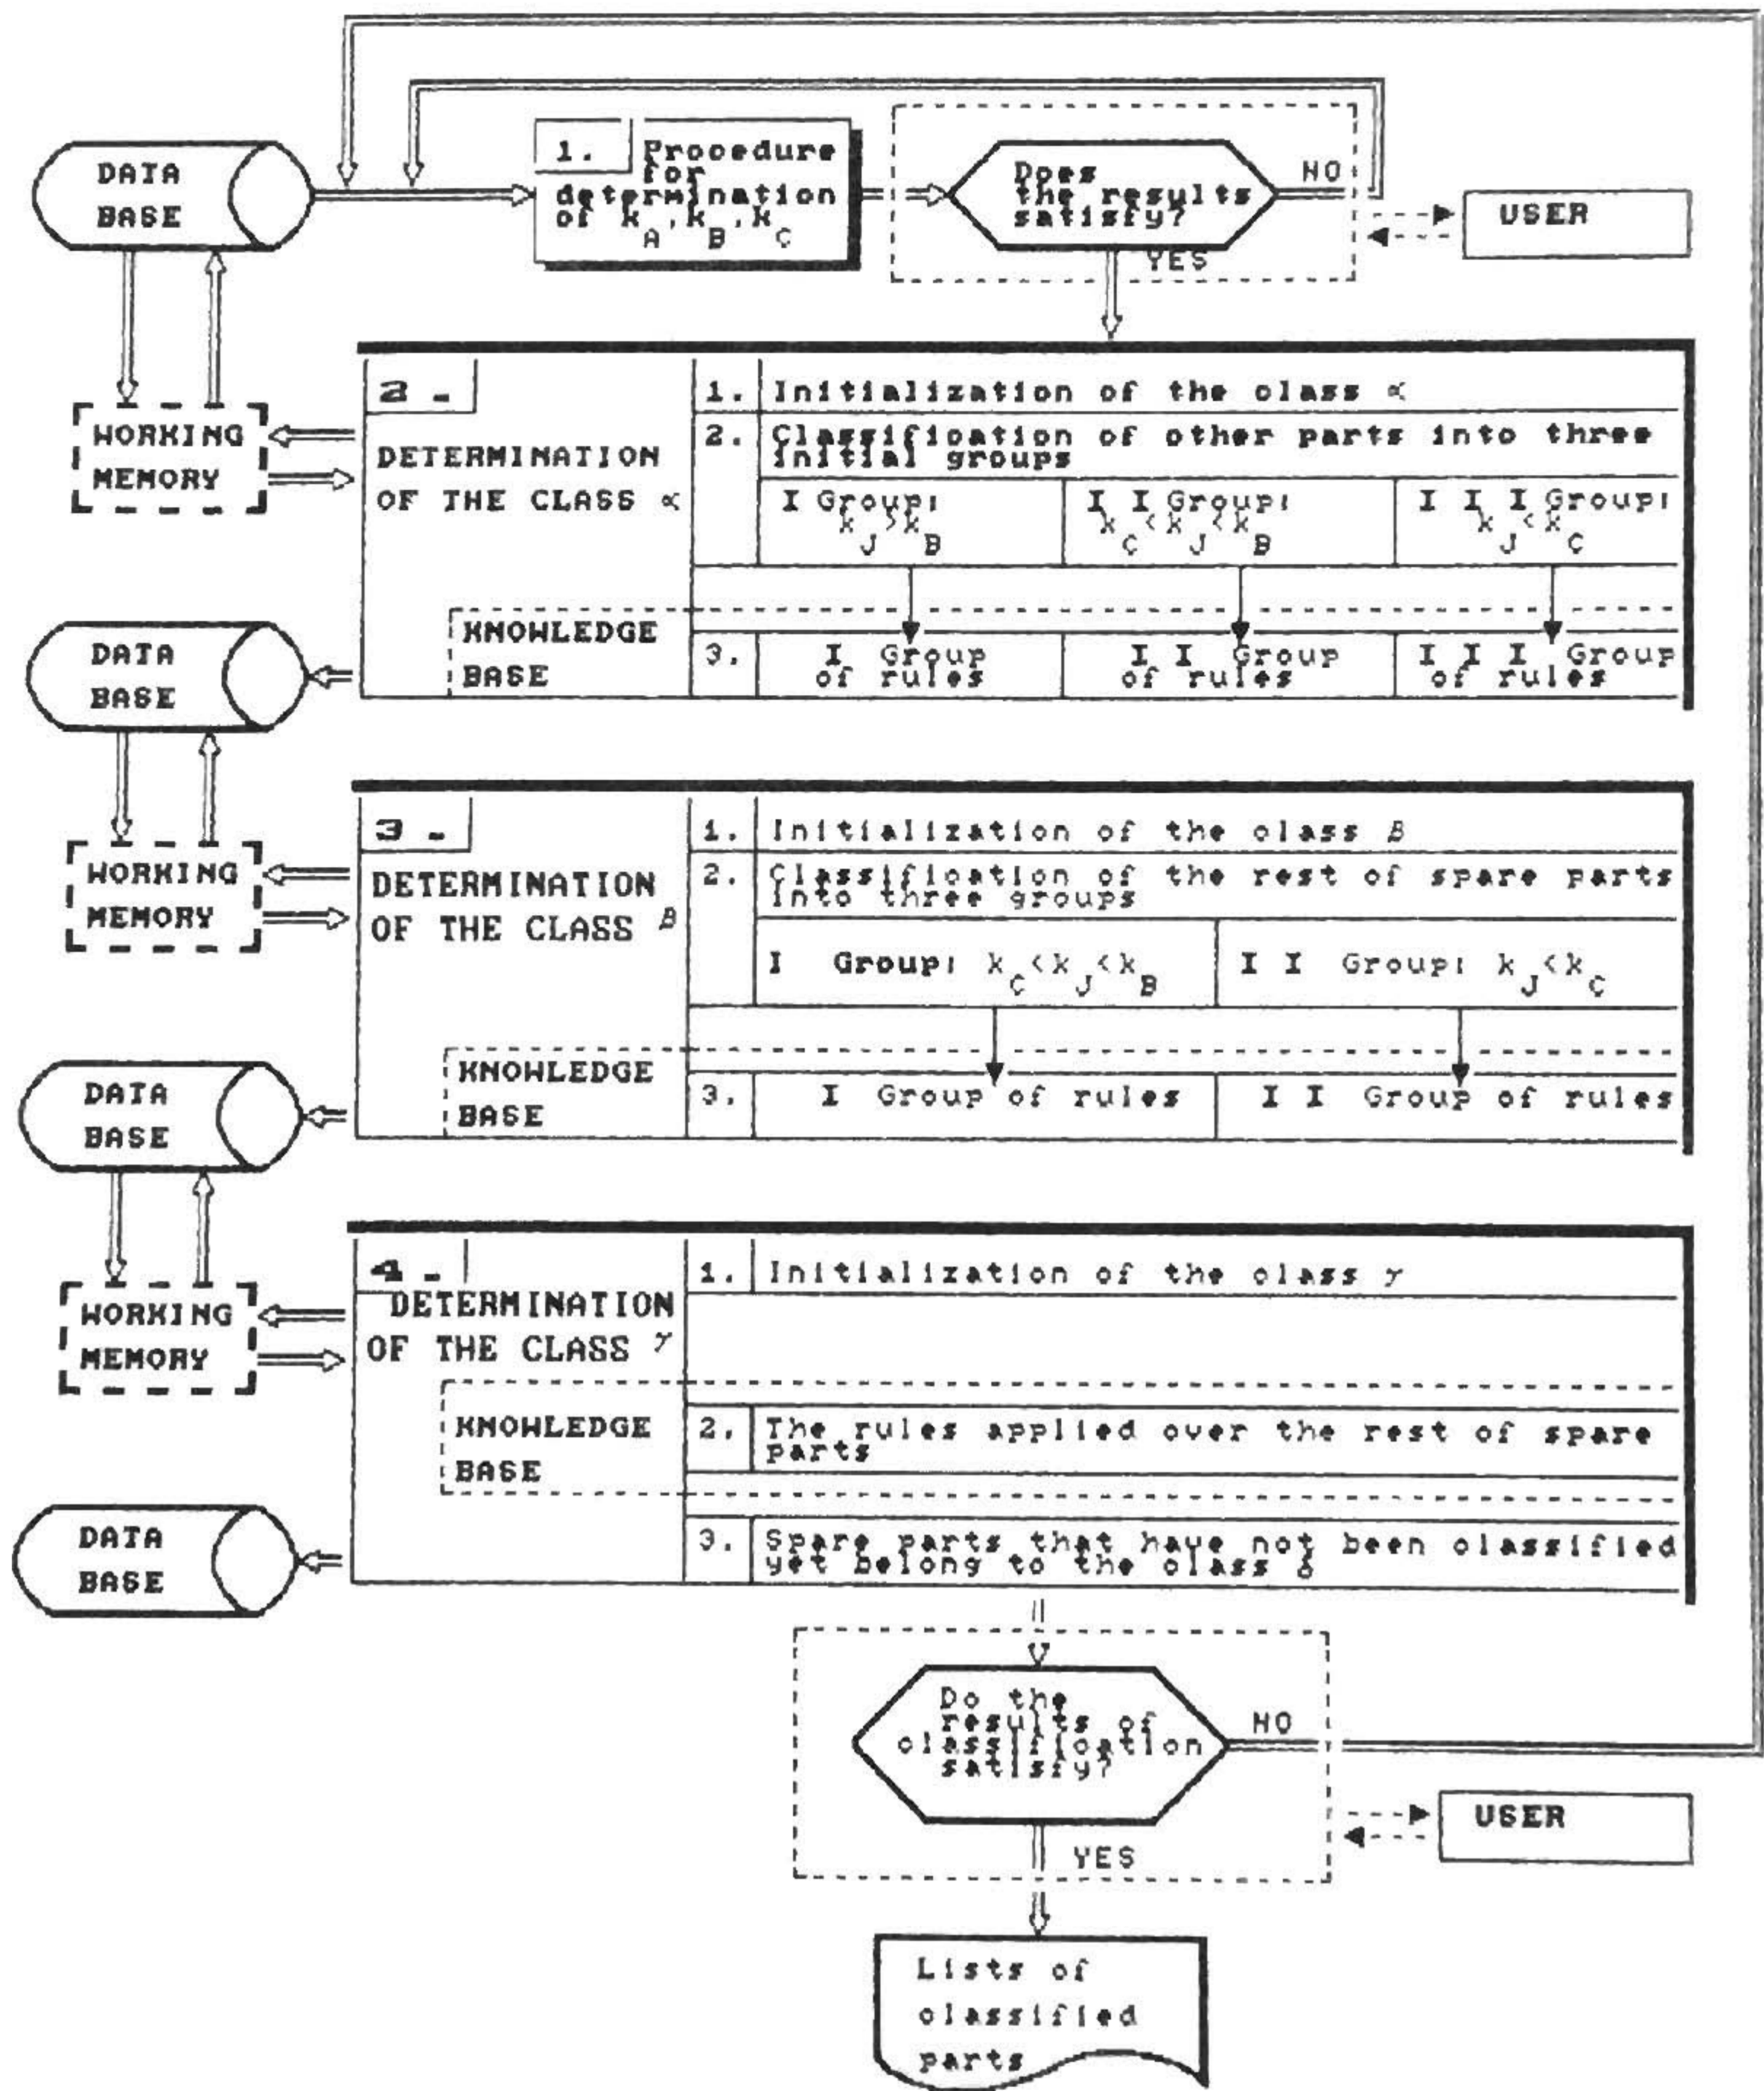 DATA
BASE
1. Procedure
for
determination
of k_A, k_B, k_C
Does
the results
satisfy?
NO
YES
USER
WORKING
MEMORY
2.
DETERMINATION
OF THE CLASS α
1. Initialization of the class α
2. Classification of other parts into three
initial groups
I Group:
k_J>k_B
I I Group:
k_C<k_J<k_B
I I I Group:
k_J<k_C
KNOWLEDGE
BASE
3.
I Group
of rules
I I Group
of rules
I I I Group
of rules
DATA
BASE
WORKING
MEMORY
3.
DETERMINATION
OF THE CLASS β
1. Initialization of the class β
2. Classification of the rest of spare parts
into three groups
I Group: k_C<k_J<k_B
I I Group: k_J<k_C
KNOWLEDGE
BASE
3. I Group of rules
I I Group of rules
DATA
BASE
WORKING
MEMORY
4.
DETERMINATION
OF THE CLASS γ
1. Initialization of the class γ
KNOWLEDGE
BASE
2. The rules applied over the rest of spare
parts
3. Spare parts that have not been classified
yet belong to the class δ
DATA
BASE
Do the
results of
classification
satisfy?
NO
YES
USER
Lists of
classified
parts